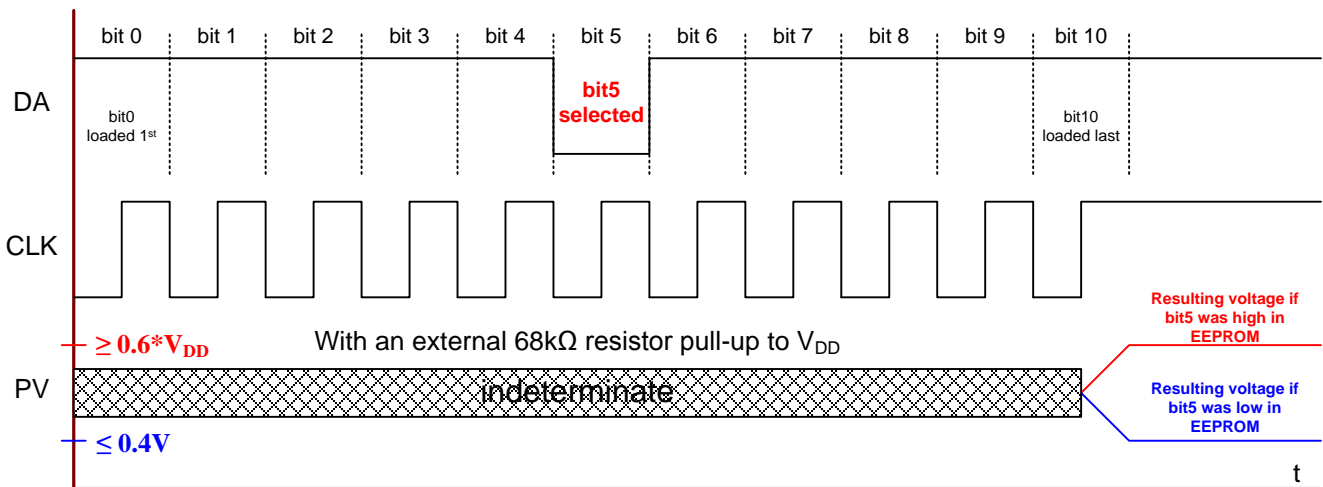 bit 0 bit 1 bit 2 bit 3 bit 4 bit 5 bit 6 bit 7 bit 8 bit 9 bit 10
DA
bit0
loaded 1st
bit5
selected
bit10
loaded last
CLK
Resulting voltage if
bit5 was high in
EEPROM
≥ 0.6*VDD
With an external 68kΩ resistor pull-up to VDD
PV
indeterminate
Resulting voltage if
bit5 was low in
EEPROM
≤ 0.4V
t